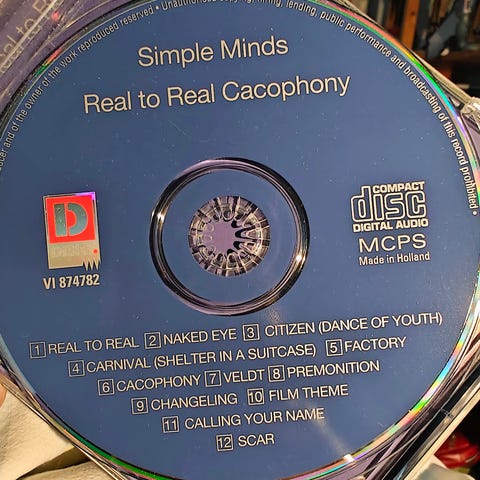 ducer and of the owner of the work reproduced reserved • Unauthorised copying, hiring, lending, public performance and broadcasting of this record prohibited •
Simple Minds
Real to Real Cacophony
D
DISKY.
VI 874782
COMPACT
disc
DIGITAL AUDIO
MCPS
Made in Holland
1 REAL TO REAL 2 NAKED EYE 3 CITIZEN (DANCE OF YOUTH)
4 CARNIVAL (SHELTER IN A SUITCASE) 5 FACTORY
6 CACOPHONY 7 VELDT 8 PREMONITION
9 CHANGELING 10 FILM THEME
11 CALLING YOUR NAME
12 SCAR